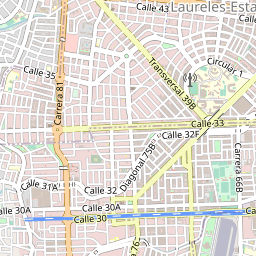 Laureles-Esta
Calle 43
Circular 1
Transversal 39B
Calle 35
Carrera 81
Calle 33
Calle 32F
Diagonal 75B
Carrera 66B
Calle 31A
Calle 32
Calle 30A
Calle 30A
Calle 30
76